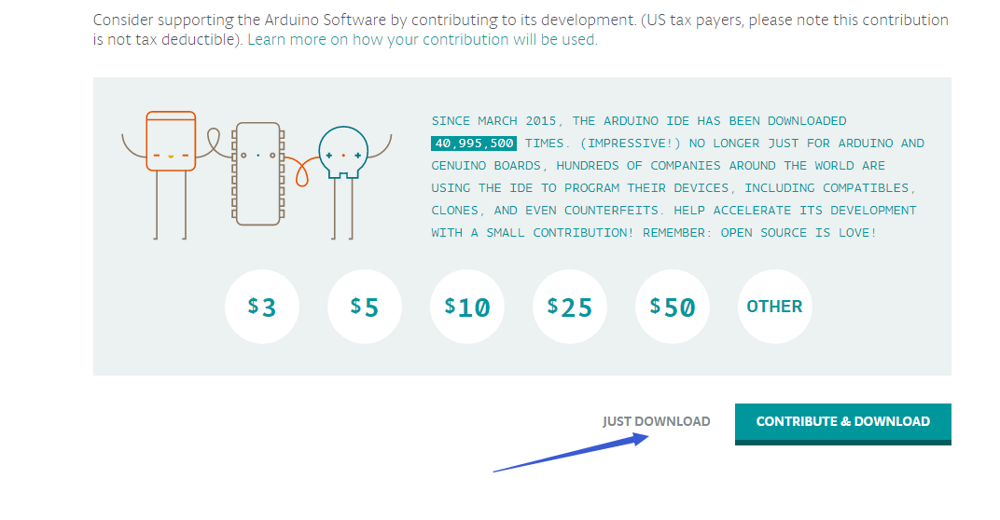 Consider supporting the Arduino Software by contributing to its development. (US tax payers, please note this contribution
is not tax deductible). Learn more on how your contribution will be used.
SINCE MARCH 2015, THE ARDUINO IDE HAS BEEN DOWNLOADED
40,995,500 TIMES. (IMPRESSIVE!) NO LONGER JUST FOR ARDUINO AND
GENUINO BOARDS, HUNDREDS OF COMPANIES AROUND THE WORLD ARE
USING THE IDE TO PROGRAM THEIR DEVICES, INCLUDING COMPATIBLES,
CLONES, AND EVEN COUNTERFEITS. HELP ACCELERATE ITS DEVELOPMENT
WITH A SMALL CONTRIBUTION! REMEMBER: OPEN SOURCE IS LOVE!
$3 $5 $10 $25 $50 OTHER
JUST DOWNLOAD CONTRIBUTE & DOWNLOAD